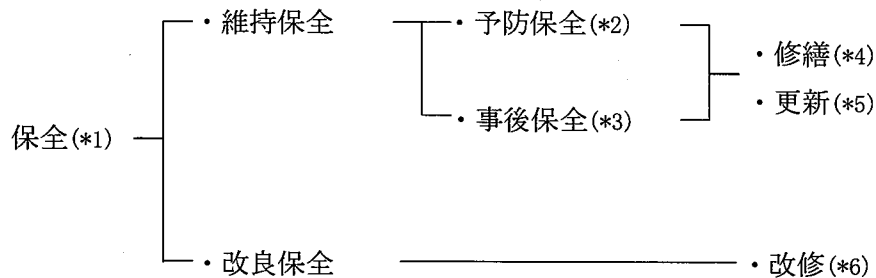 ・維持保全 ・予防保全(*2)
・修繕(*4)
・更新(*5)
・事後保全(*3)
保全(*1)
・改良保全 ・改修(*6)